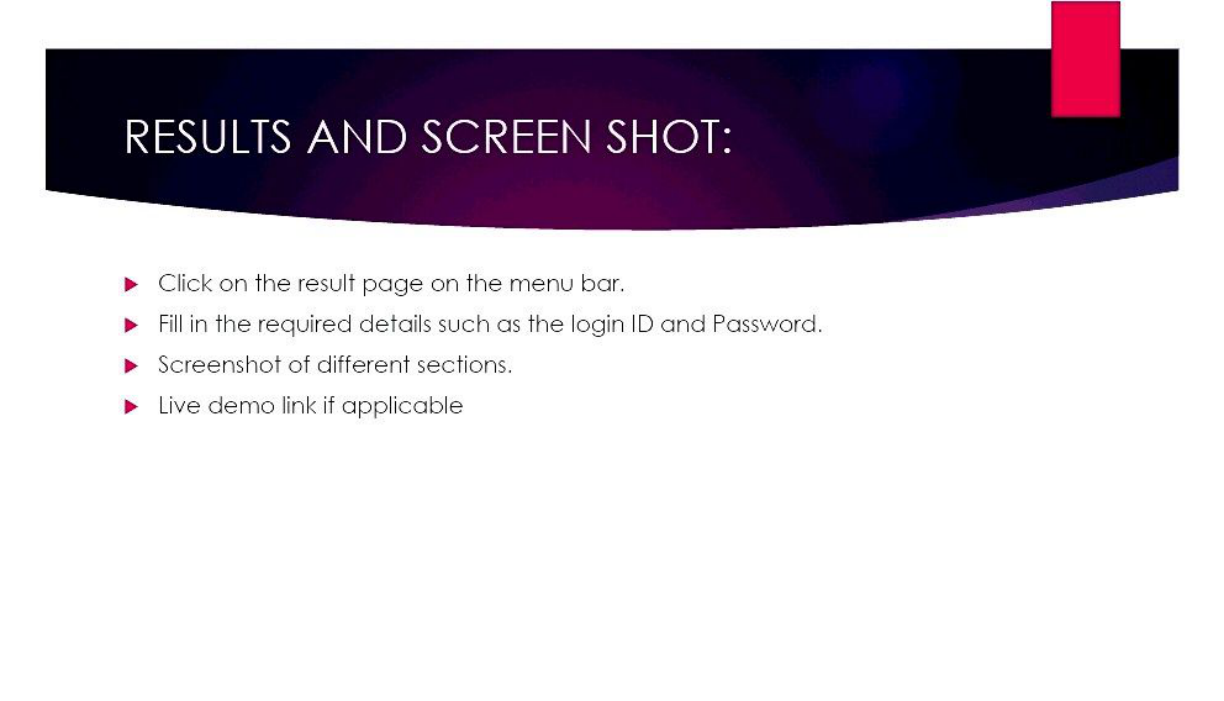 RESULTS AND SCREEN SHOT:
Click on the result page on the menu bar.
Fill in the required details such as the login ID and Password.
Screenshot of different sections.
Live demo link if applicable